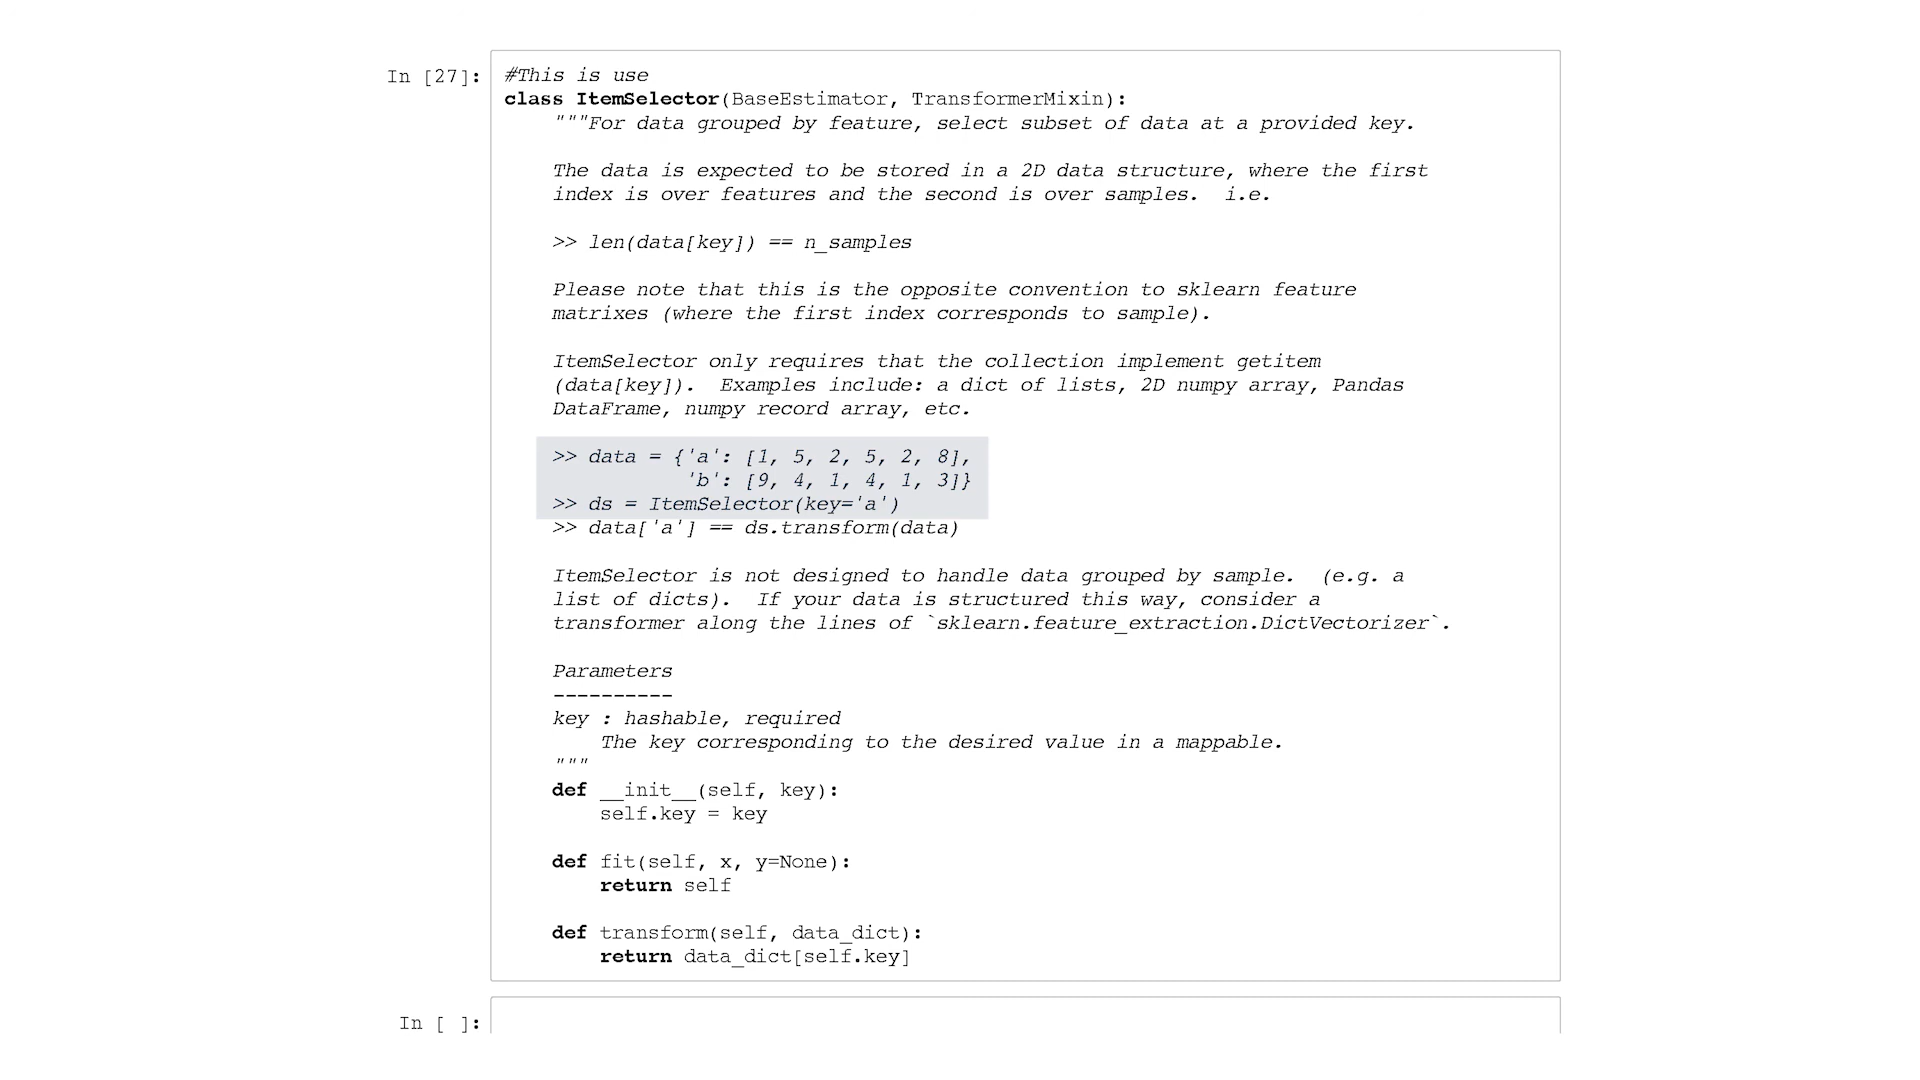 In [27]:
#This is use
class ItemSelector(BaseEstimator, TransformerMixin):
    """For data grouped by feature, select subset of data at a provided key.

    The data is expected to be stored in a 2D data structure, where the first
    index is over features and the second is over samples.  i.e.

    >> len(data[key]) == n_samples

    Please note that this is the opposite convention to sklearn feature
    matrixes (where the first index corresponds to sample).

    ItemSelector only requires that the collection implement getitem
    (data[key]).  Examples include: a dict of lists, 2D numpy array, Pandas
    DataFrame, numpy record array, etc.

    >> data = {'a': [1, 5, 2, 5, 2, 8],
               'b': [9, 4, 1, 4, 1, 3]}
    >> ds = ItemSelector(key='a')
    >> data['a'] == ds.transform(data)

    ItemSelector is not designed to handle data grouped by sample.  (e.g. a
    list of dicts).  If your data is structured this way, consider a
    transformer along the lines of `sklearn.feature_extraction.DictVectorizer`.

    Parameters
    ----------
    key : hashable, required
        The key corresponding to the desired value in a mappable.
    """
    def __init__(self, key):
        self.key = key

    def fit(self, x, y=None):
        return self

    def transform(self, data_dict):
        return data_dict[self.key]
In [ ]: